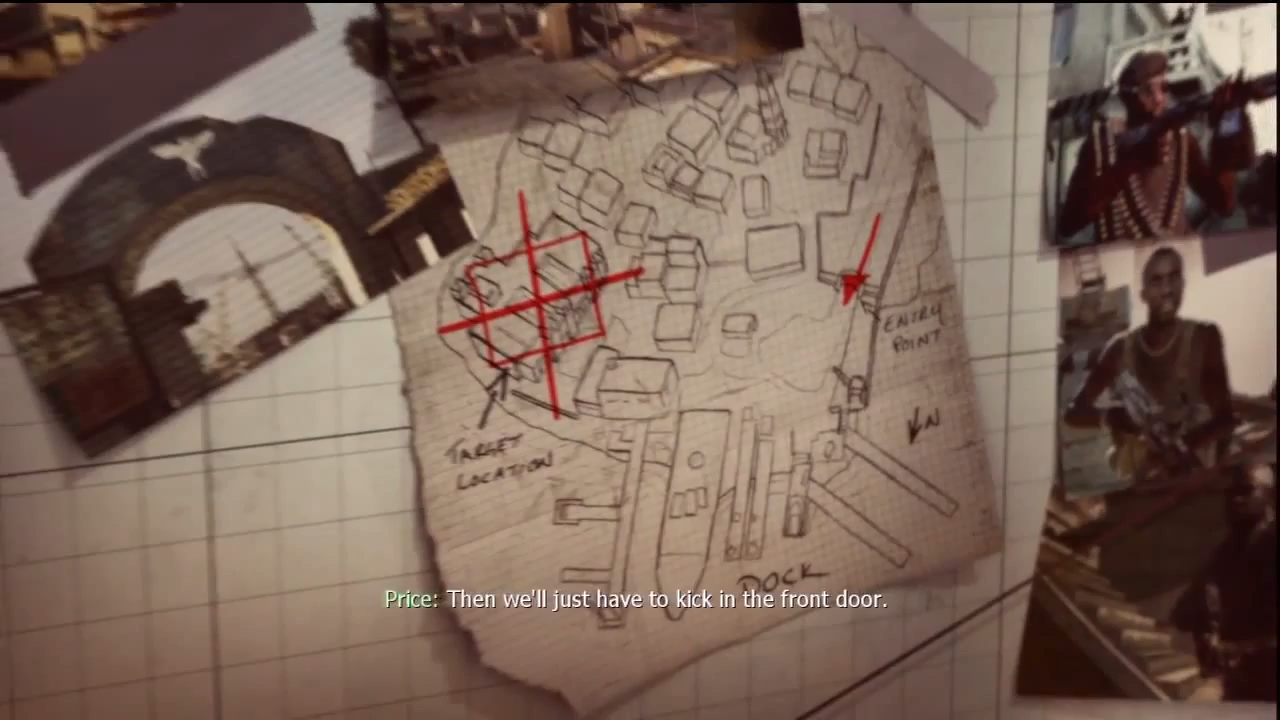 ENTRY
POINT
N
TARGET
LOCATION
DOCK
Price: Then we'll just have to kick in the front door.